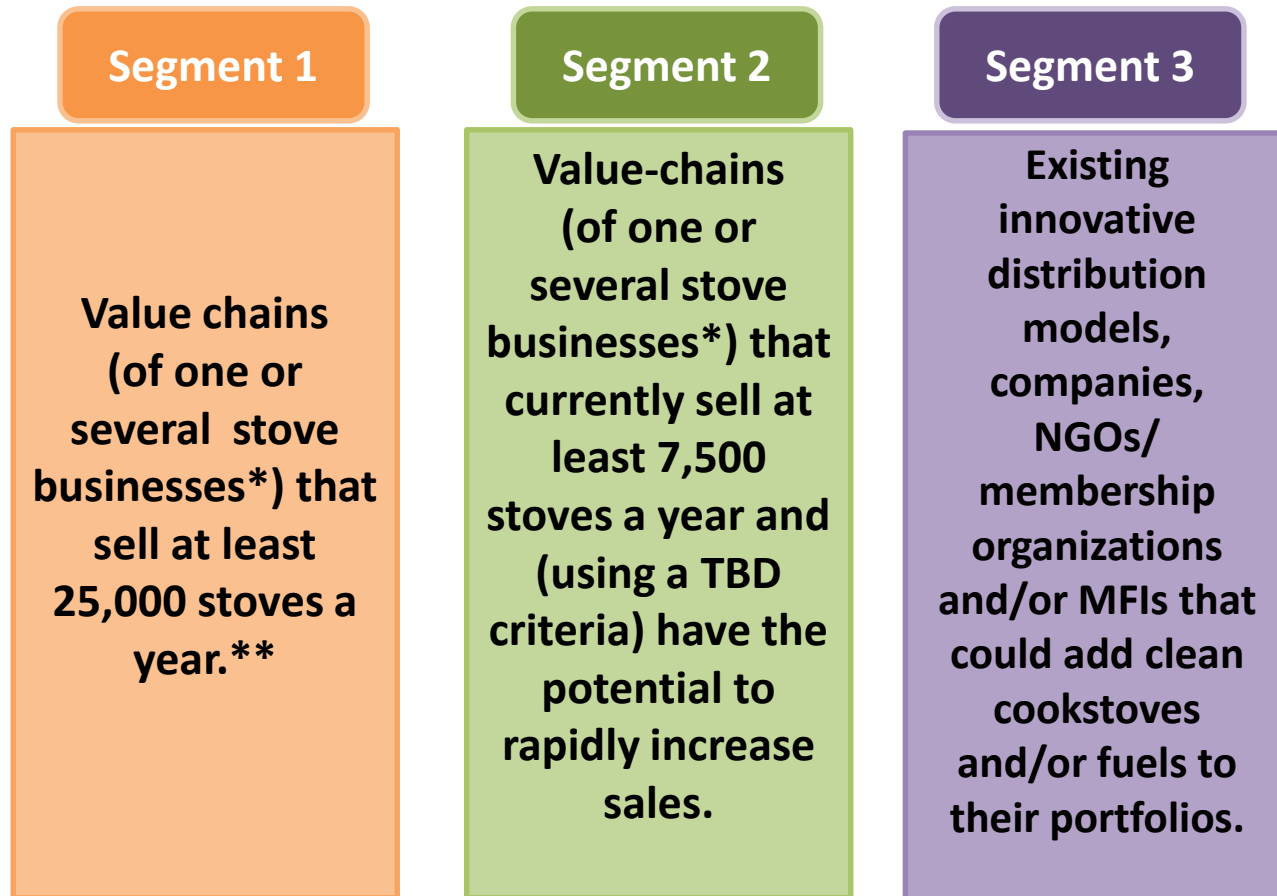 Segment 1
Value chains
(of one or
several stove
businesses*) that
sell at least
25,000 stoves a
year.**
Segment 2
Value-chains
(of one or
several stove
businesses*) that
currently sell at
least 7,500
stoves a year and
(using a TBD
criteria) have the
potential to
rapidly increase
sales.
Segment 3
Existing
innovative
distribution
models,
companies,
NGOs/
membership
organizations
and/or MFIs that
could add clean
cookstoves
and/or fuels to
their portfolios.